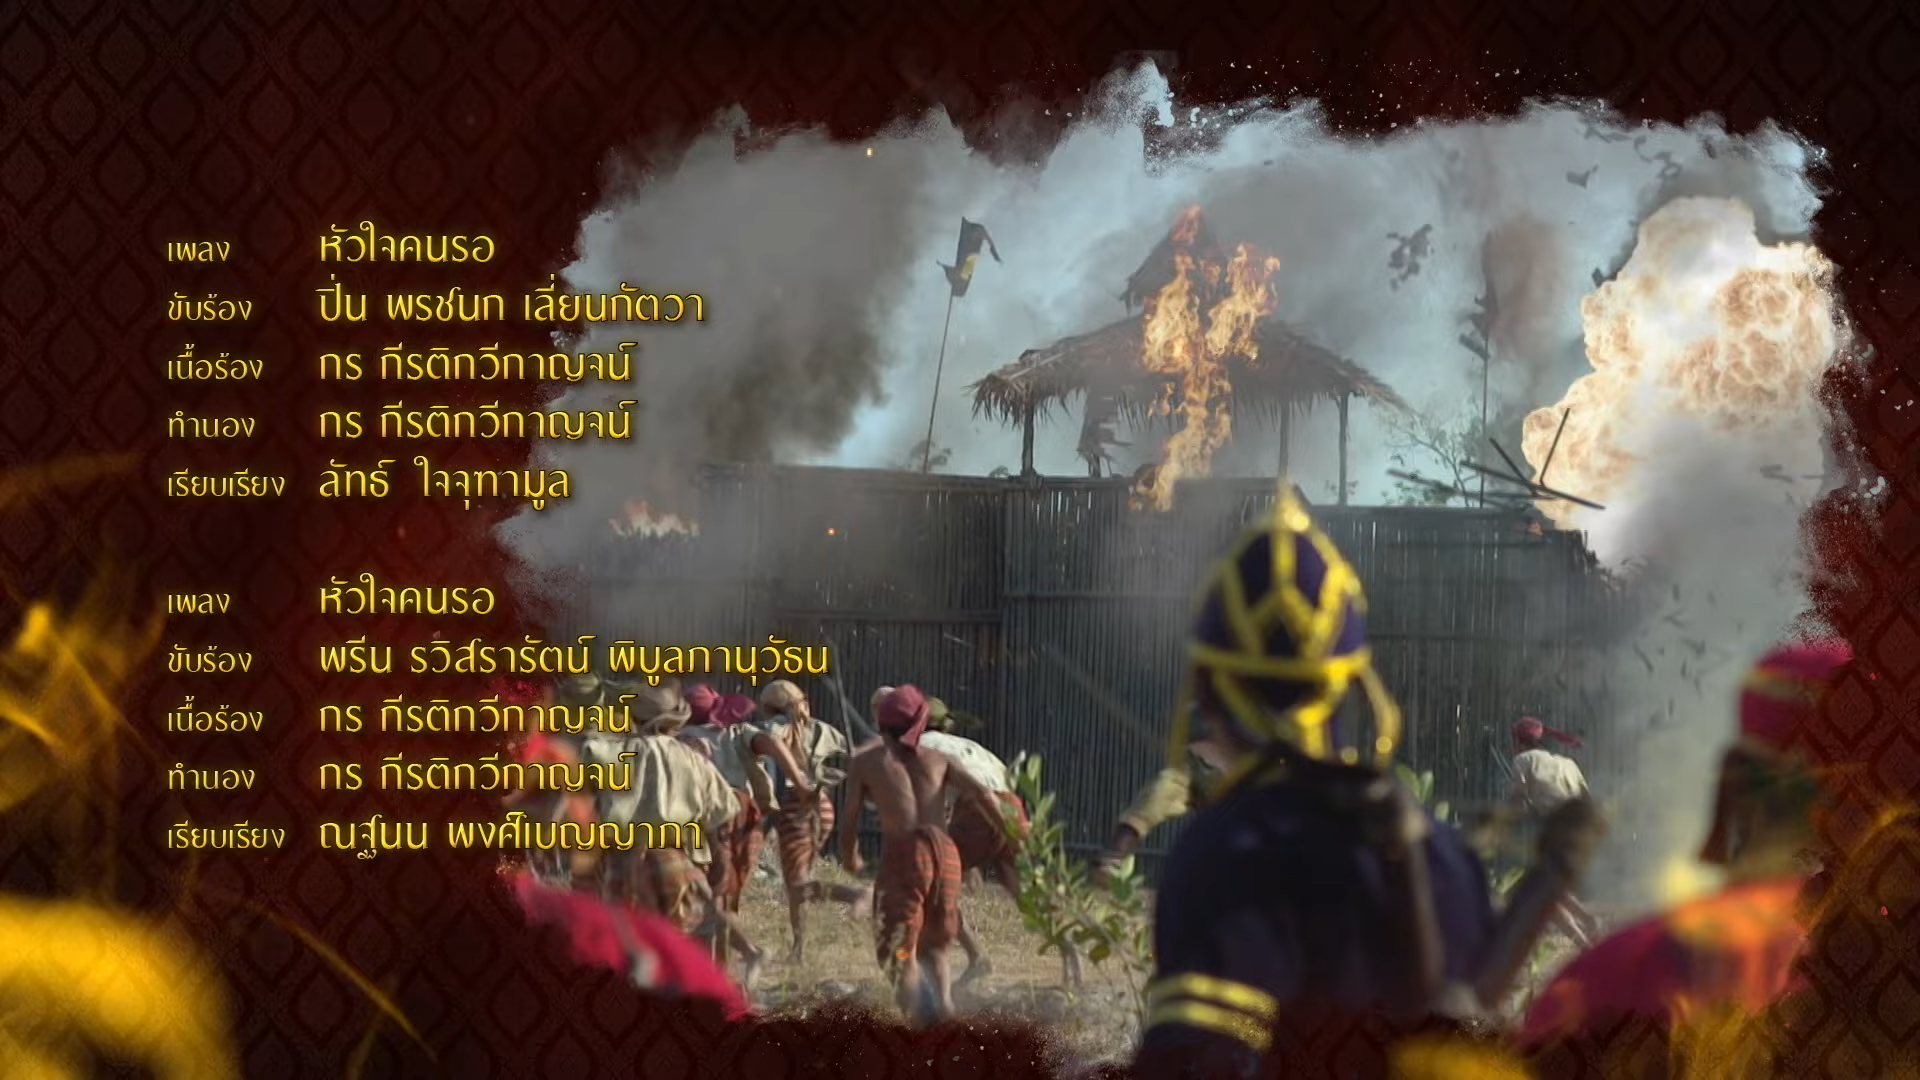 เพลง หัวใจคนรอ
ขับร้อง ปิ่น พรชนก เลี่ยนกัตวา
เนื้อร้อง กร กีรติกวีกาญจน์
ทำนอง กร กีรติกวีกาญจน์
เรียบเรียง ลัทธ์ ใจจุฑามูล
เพลง หัวใจคนรอ
ขับร้อง พรีน รวิสรารัตน์ พิบูลภานุวัธน
เนื้อร้อง กร กีรติกวีกาญจน์
ทำนอง กร กีรติกวีกาญจน์
เรียบเรียง ณฐนน พงศ์เบญญาภา